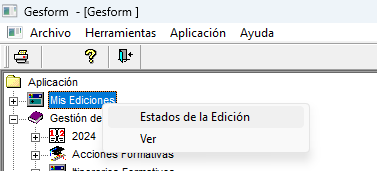 Gesform - [Gesform ]
Archivo Herramientas Aplicación Ayuda
Aplicación
Mis Ediciones
Estados de la Edición
Gestión de
Ver
2024
Acciones Formativas